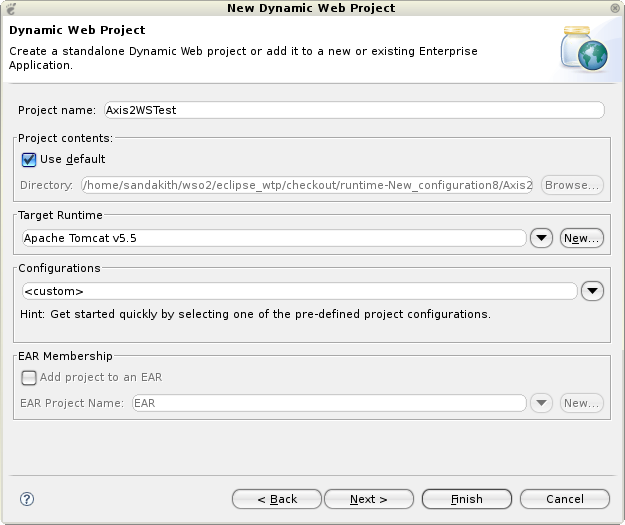 New Dynamic Web Project
Dynamic Web Project
Create a standalone Dynamic Web project or add it to a new or existing Enterprise
Application.
Project name: Axis2WSTest
Project contents:
Use default
Directory: /home/sandakith/wso2/eclipse_wtp/checkout/runtime-New_configuration8/Axis2 Browse...
Target Runtime
Apache Tomcat v5.5 New...
Configurations
<custom>
Hint: Get started quickly by selecting one of the pre-defined project configurations.
EAR Membership
Add project to an EAR
EAR Project Name: EAR New...
? < Back Next > Finish Cancel